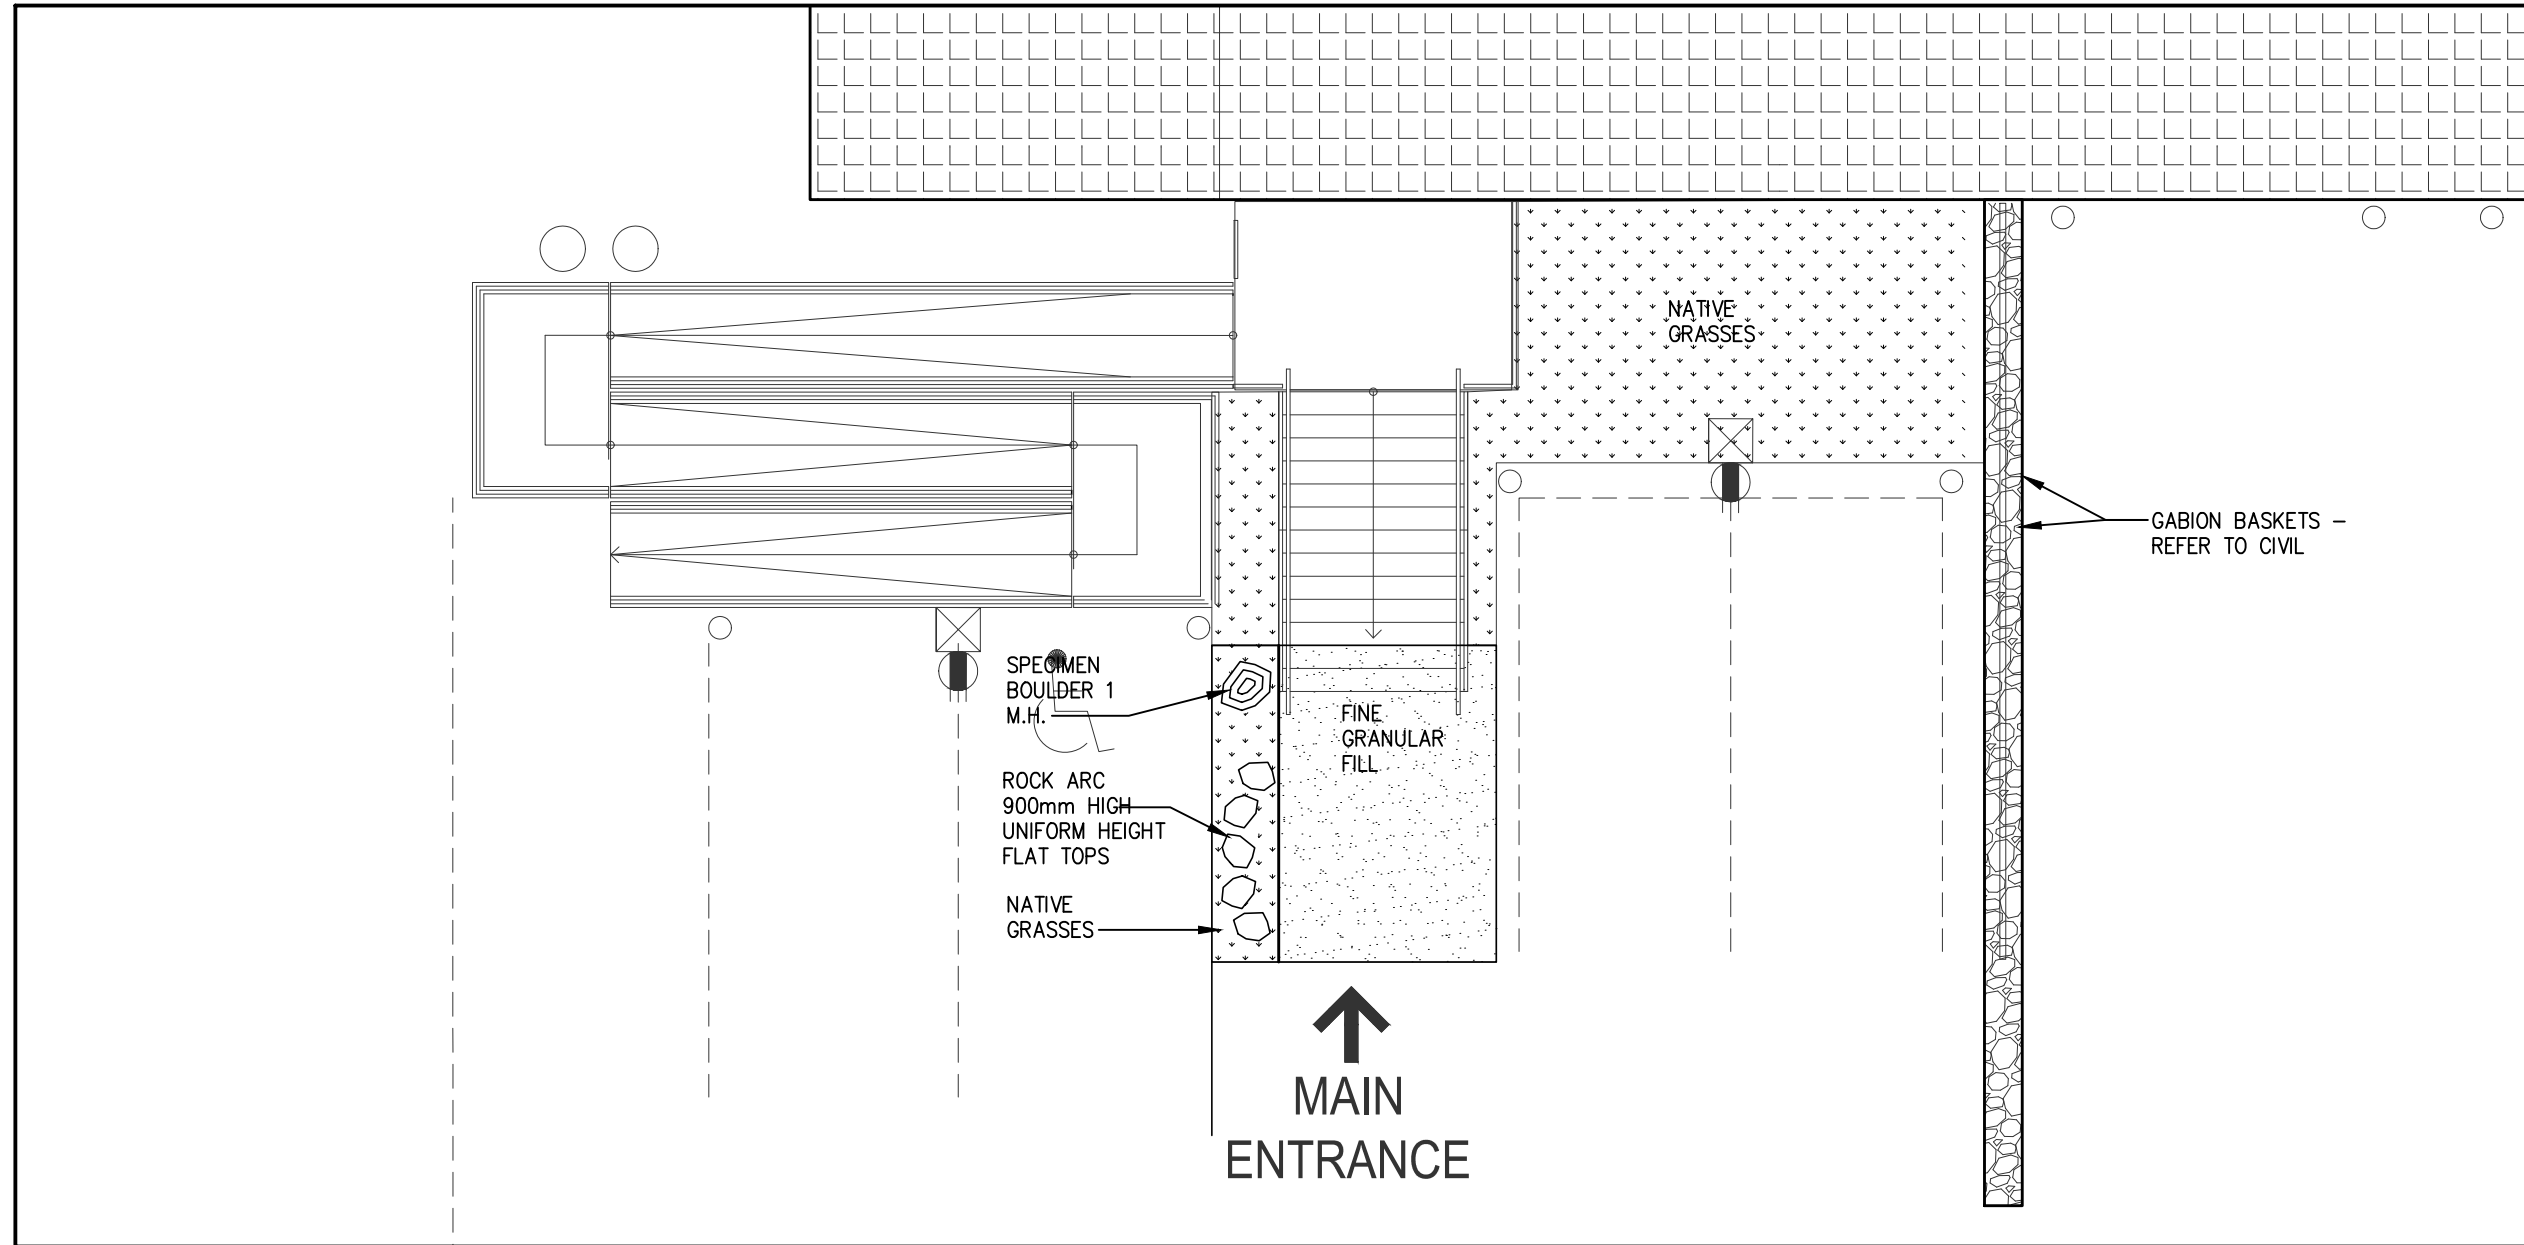 NATIVE
GRASSES
GABION BASKETS -
REFER TO CIVIL
SPECIMEN
BOULDER 1
M.H.
FINE
GRANULAR
FILL
ROCK ARC
900mm HIGH
UNIFORM HEIGHT
FLAT TOPS
NATIVE
GRASSES
MAIN
ENTRANCE